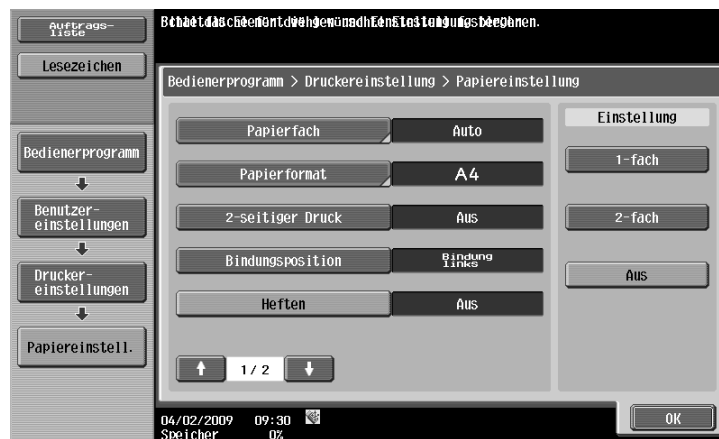 Auftrags-
liste
Lesezeichen
Bedienerprogramm > Druckereinstellung > Papiereinstellung
Bedienerprogramm
Benutzer-
einstellungen
Drucker-
einstellungen
Papiereinstell.
Papierfach Auto
Papierformat A4
2-seitiger Druck Aus
Bindungsposition Bindung
links
Heften Aus
1/ 2
Einstellung
1-fach
2-fach
Aus
04/02/2009 09:30
Speicher 0%
OK